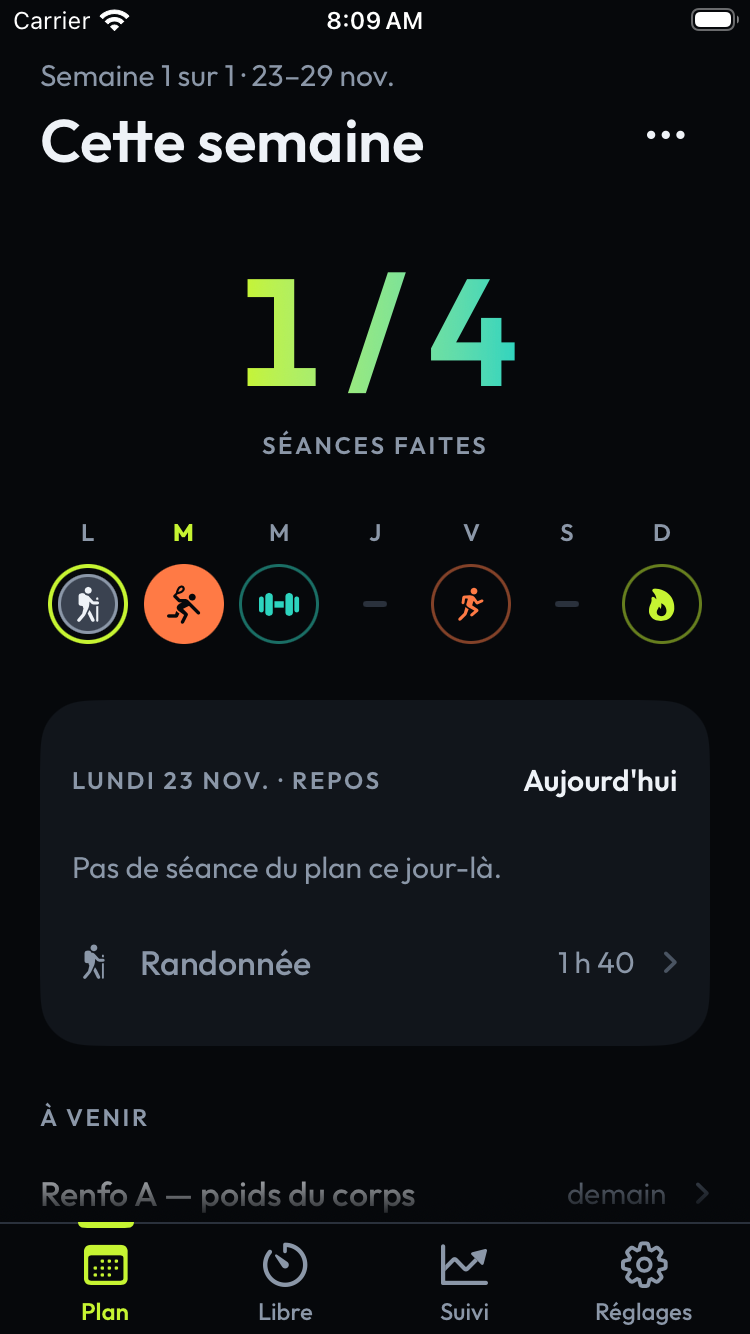 Carrier 8:09 AM
Semaine 1 sur 1 · 23–29 nov.
Cette semaine
1/4
SÉANCES FAITES
L M M J V S D
LUNDI 23 NOV. · REPOS Aujourd'hui
Pas de séance du plan ce jour-là.
Randonnée 1 h 40
À VENIR
Renfo A — poids du corps demain
Plan Libre Suivi Réglages